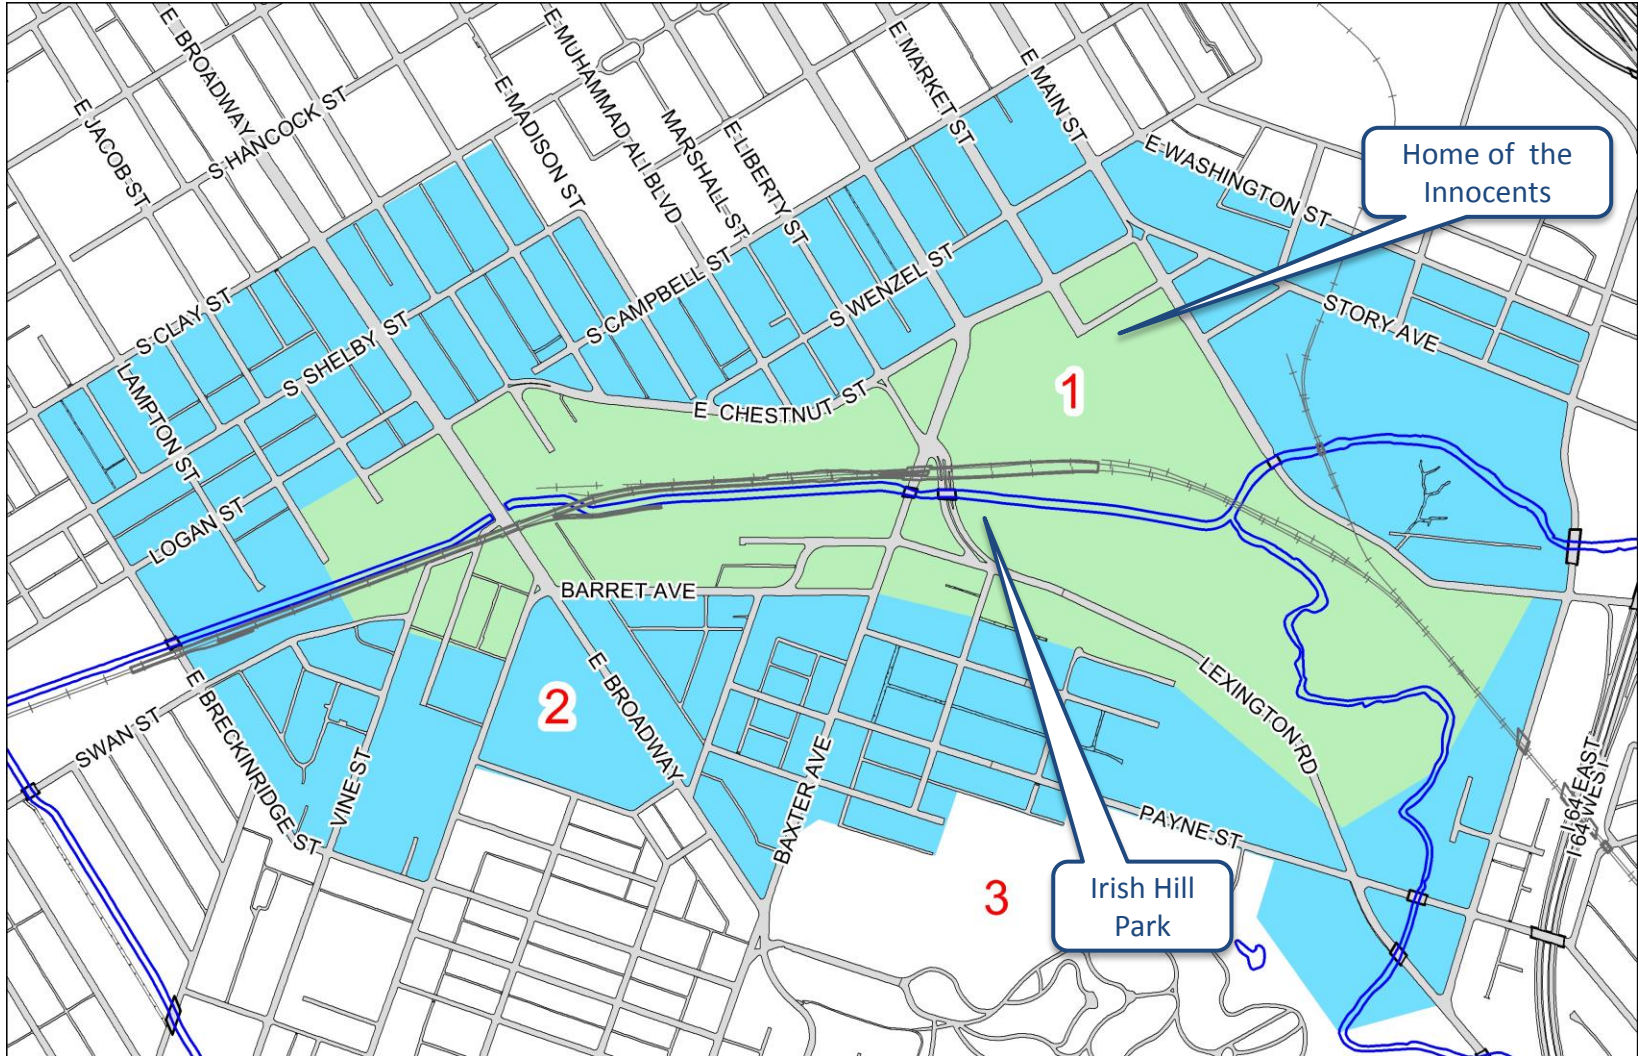 E BROADWAY
E JACOB ST
S HANCOCK ST
E MADISON ST
E MUHAMMAD ALI BLVD
MARSHALL ST
E LIBERTY ST
E MARKET ST
E MAIN ST
E WASHINGTON ST
Home of the
Innocents
S CLAY ST
S SHELBY ST
S CAMPBELL ST
S WENZEL ST
STORY AVE
LAMPTON ST
E CHESTNUT ST
1
LOGAN ST
BARRET AVE
SWAN ST
E BRECKINRIDGE ST
VINE ST
2
E BROADWAY
BAXTER AVE
LEXINGTON RD
PAYNE ST
I 64 EAST
I 64 WEST
3
Irish Hill
Park